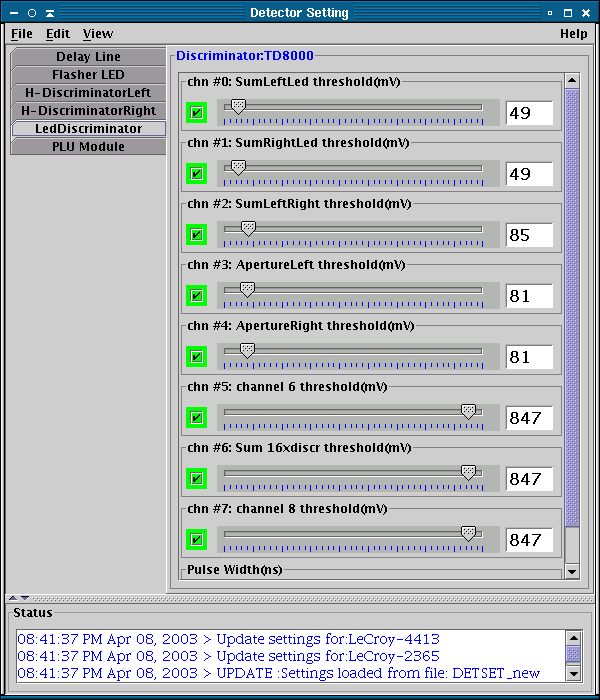 Detector Setting
File Edit View Help
Delay Line
Flasher LED
H-DiscriminatorLeft
H-DiscriminatorRight
LedDiscriminator
PLU Module
Discriminator:TD8000
chn #0: SumLeftLed threshold(mV)
49
chn #1: SumRightLed threshold(mV)
49
chn #2: SumLeftRight threshold(mV)
85
chn #3: ApertureLeft threshold(mV)
81
chn #4: ApertureRight threshold(mV)
81
chn #5: channel 6 threshold(mV)
847
chn #6: Sum 16xdiscr threshold(mV)
847
chn #7: channel 8 threshold(mV)
847
Pulse Width(ns)
Status
08:41:37 PM Apr 08, 2003 > Update settings for:LeCroy-4413
08:41:37 PM Apr 08, 2003 > Update settings for:LeCroy-2365
08:41:37 PM Apr 08, 2003 > UPDATE :Settings loaded from file: DETSET_new